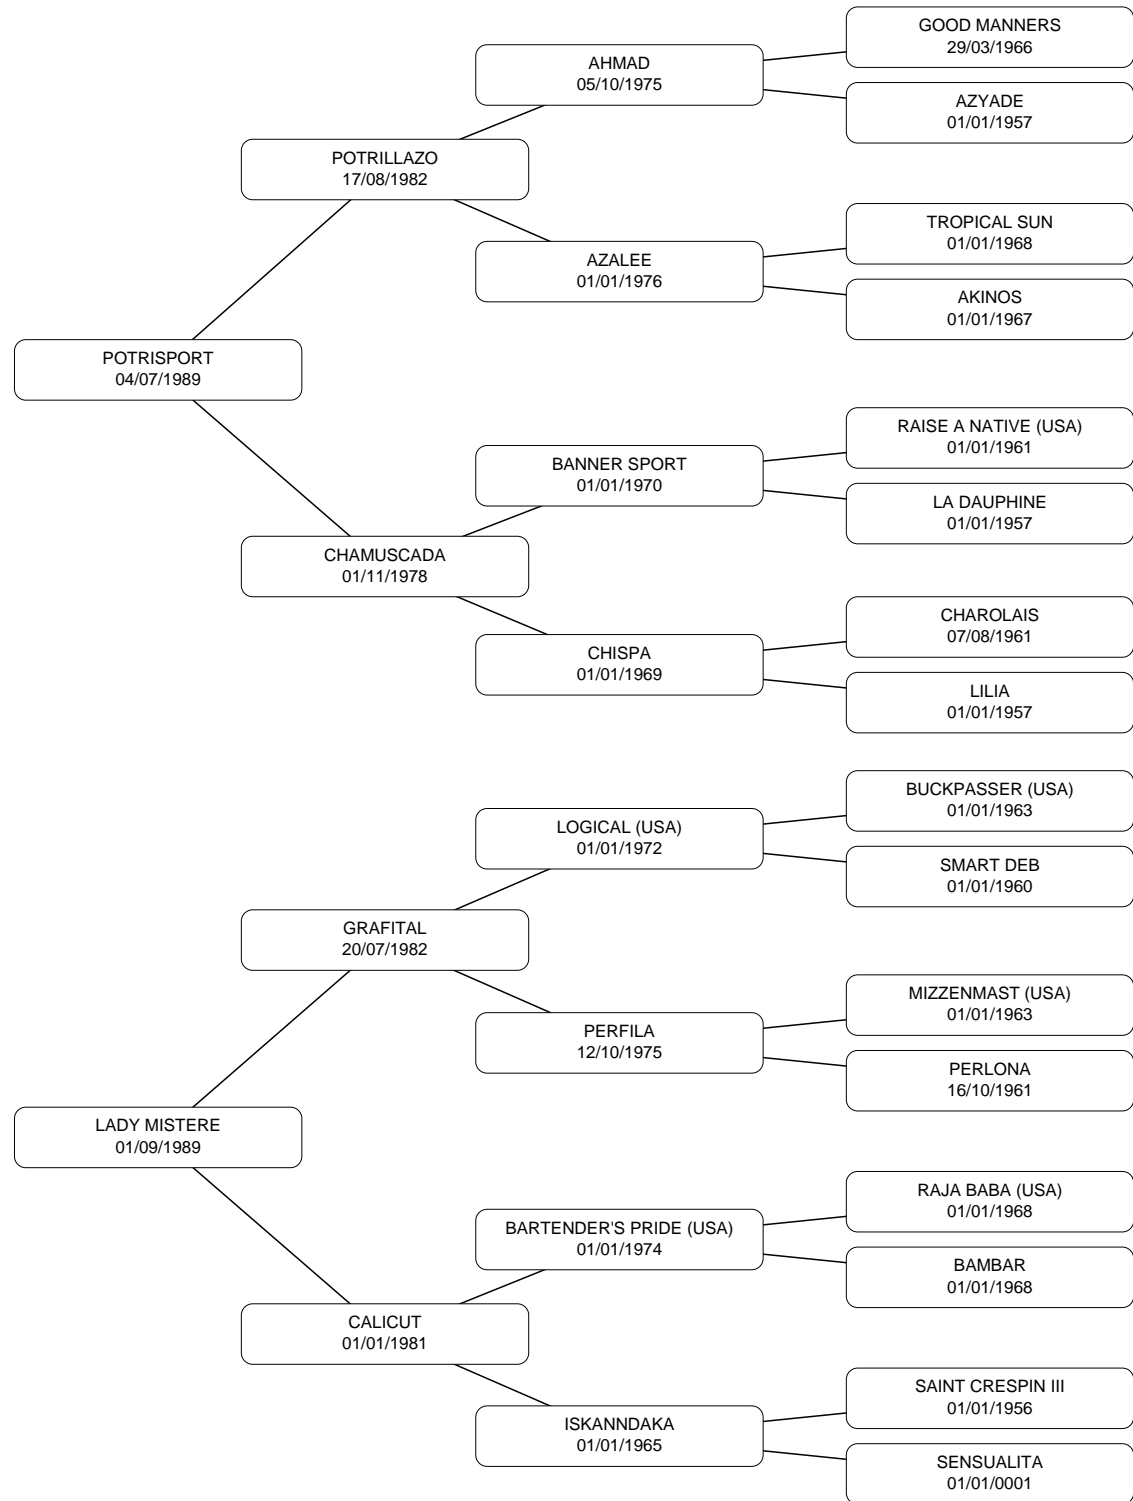 GOOD MANNERS
29/03/1966
AHMAD
05/10/1975
AZYADE
01/01/1957
POTRILLAZO
17/08/1982
TROPICAL SUN
01/01/1968
AZALEE
01/01/1976
AKINOS
01/01/1967
POTRISPORT
04/07/1989
RAISE A NATIVE (USA)
01/01/1961
BANNER SPORT
01/01/1970
LA DAUPHINE
01/01/1957
CHAMUSCADA
01/11/1978
CHAROLAIS
07/08/1961
CHISPA
01/01/1969
LILIA
01/01/1957
BUCKPASSER (USA)
01/01/1963
LOGICAL (USA)
01/01/1972
SMART DEB
01/01/1960
GRAFITAL
20/07/1982
MIZZENMAST (USA)
01/01/1963
PERFILA
12/10/1975
PERLONA
16/10/1961
LADY MISTERE
01/09/1989
RAJA BABA (USA)
01/01/1968
BARTENDER'S PRIDE (USA)
01/01/1974
BAMBAR
01/01/1968
CALICUT
01/01/1981
SAINT CRESPIN III
01/01/1956
ISKANNDAKA
01/01/1965
SENSUALITA
01/01/0001